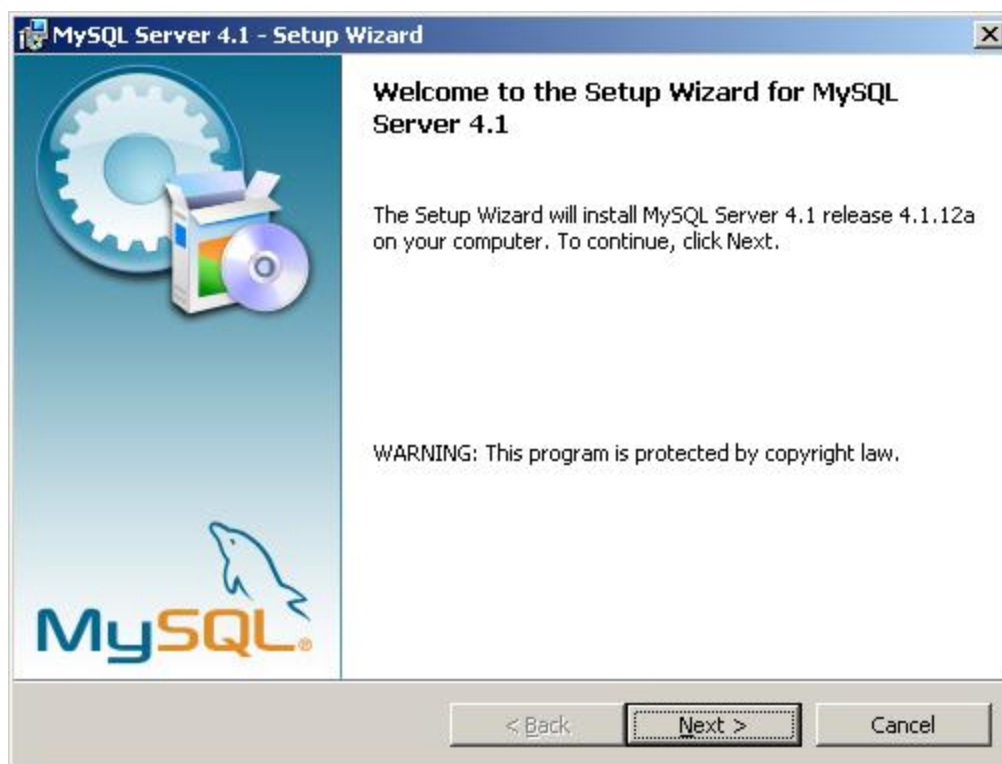 MySQL Server 4.1 - Setup Wizard
Welcome to the Setup Wizard for MySQL
Server 4.1
The Setup Wizard will install MySQL Server 4.1 release 4.1.12a
on your computer. To continue, click Next.
WARNING: This program is protected by copyright law.
MySQL®
< Back
Next >
Cancel